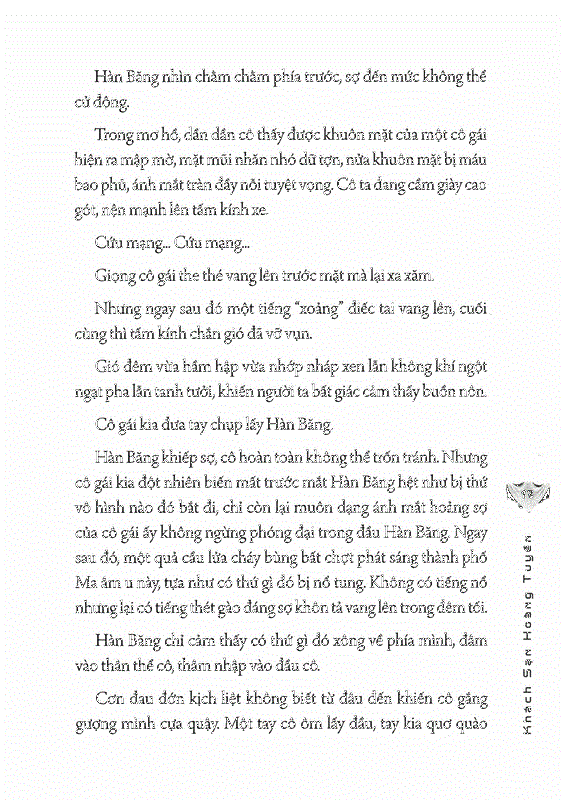 Hàn Băng nhìn chằm chằm phía trước, sợ đến mức không thể
cử động.
Trong mơ hồ, dần dần cô thấy được khuôn mặt của một cô gái
hiện ra mập mờ, mặt mũi nhăn nhó dữ tợn, nửa khuôn mặt bị máu
bao phủ, ánh mắt tràn đầy nỗi tuyệt vọng. Cô ta đang cầm giày cao
gót, nện mạnh lên tấm kính xe.
Cứu mạng... Cứu mạng...
Giọng cô gái the thé vang lên trước mặt mà lại xa xăm.
Nhưng ngay sau đó một tiếng “xoảng” điếc tai vang lên, cuối
cùng thì tấm kính chắn gió đã vỡ vụn.
Gió đêm vừa hầm hập vừa nhớp nháp xen lẫn không khí ngột
ngạt pha lẫn tanh tưởi, khiến người ta bất giác cảm thấy buồn nôn.
Cô gái kia đưa tay chụp lấy Hàn Băng.
Hàn Băng khiếp sợ, cô hoàn toàn không thể trốn tránh. Nhưng
cô gái kia đột nhiên biến mất trước mắt Hàn Băng hệt như bị thứ
vô hình nào đó bắt đi, chỉ còn lại muôn dạng ánh mắt hoảng sợ
của cô gái ấy không ngừng phóng đại trong đầu Hàn Băng. Ngay
sau đó, một quả cầu lửa cháy bùng bất chợt phát sáng thành phố
Ma âm u này, tựa như có thứ gì đó bị nổ tung. Không có tiếng nổ
nhưng lại có tiếng thét gào đáng sợ khôn tả vang lên trong đêm tối.
Hàn Băng chỉ cảm thấy có thứ gì đó xông về phía mình, đâm
vào thân thể cô, thâm nhập vào đầu cô.
Cơn đau đớn kịch liệt không biết từ đâu đến khiến cô gắng
gượng mình cựa quậy. Một tay cô ôm lấy đầu, tay kia quơ quào
Khách Sạn Hoàng Tuyền